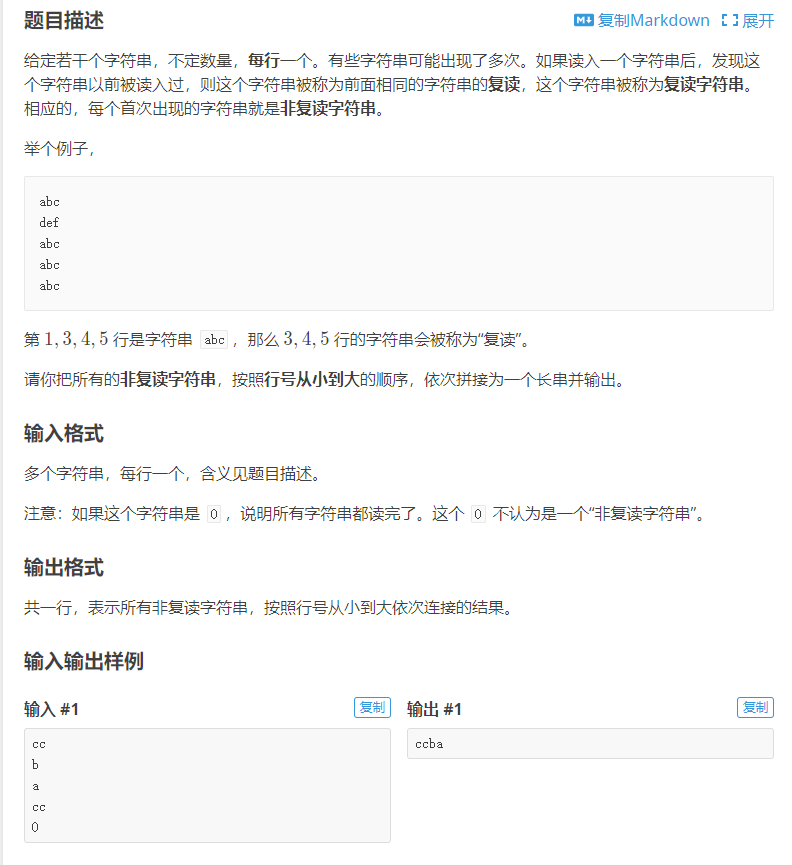 题目描述
复制Markdown 展开
给定若干个字符串，不定数量，每行一个。有些字符串可能出现了多次。如果读入一个字符串后，发现这
个字符串以前被读入过，则这个字符串被称为前面相同的字符串的复读，这个字符串被称为复读字符串。
相应的，每个首次出现的字符串就是非复读字符串。
举个例子，
abc
def
abc
abc
abc
第 1,3,4,5 行是字符串 abc ，那么 3,4,5 行的字符串会被称为“复读”。
请你把所有的非复读字符串，按照行号从小到大的顺序，依次拼接为一个长串并输出。
输入格式
多个字符串，每行一个，含义见题目描述。
注意：如果这个字符串是 0 ，说明所有字符串都读完了。这个 0 不认为是一个“非复读字符串”。
输出格式
共一行，表示所有非复读字符串，按照行号从小到大依次连接的结果。
输入输出样例
输入 #1
复制
cc
b
a
cc
0
输出 #1
复制
ccba